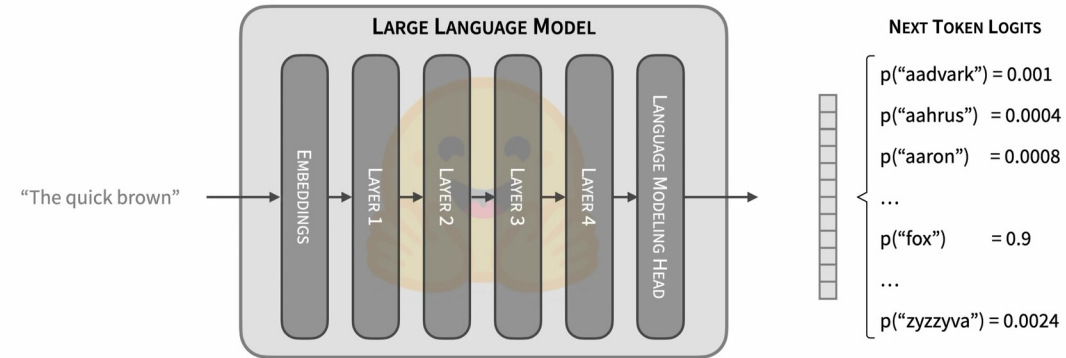 LARGE LANGUAGE MODEL
NEXT TOKEN LOGITS
“The quick brown”
EMBEDDINGS
LAYER 1
LAYER 2
LAYER 3
LAYER 4
LANGUAGE MODELING HEAD
p(“aadvark”) = 0.001
p(“aahrus”) = 0.0004
p(“aaron”) = 0.0008
...
p(“fox”) = 0.9
...
p(“zyzzyva”) = 0.0024